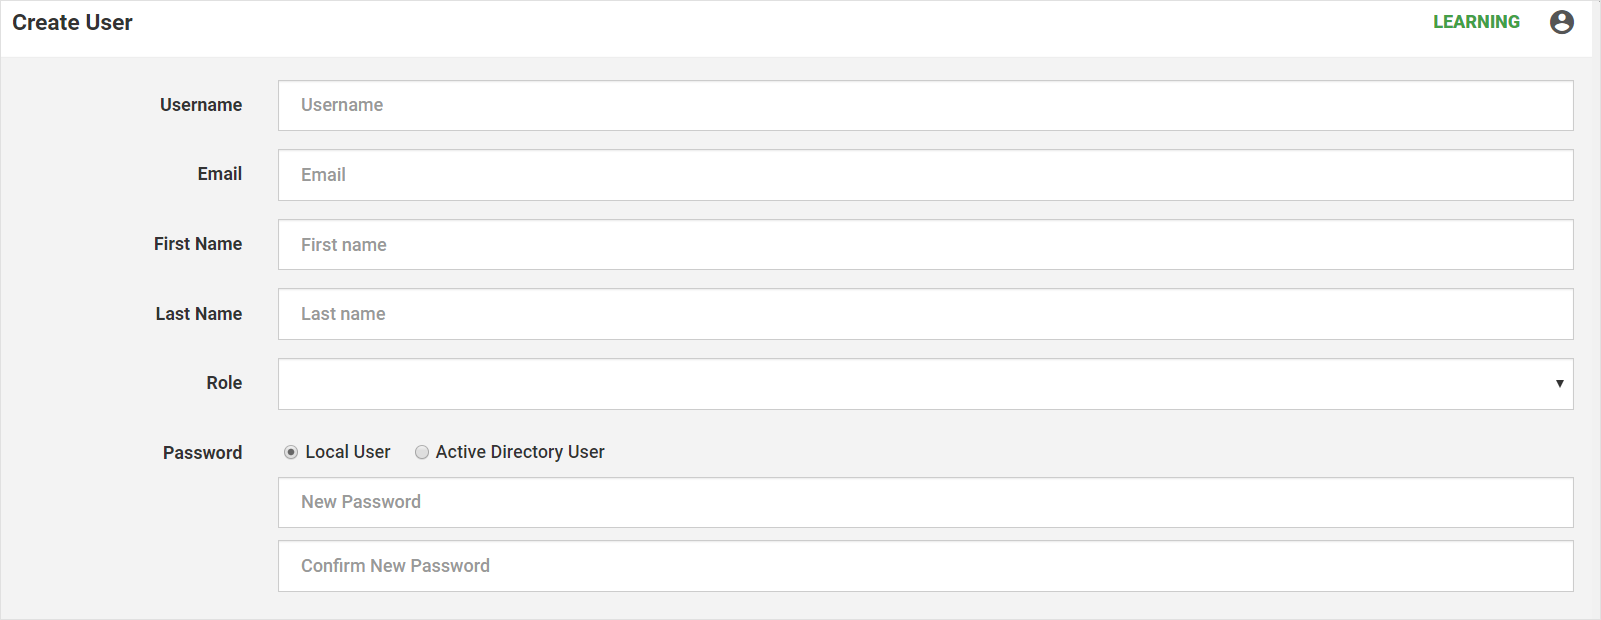 Create User
LEARNING
Username
Username
Email
Email
First Name
First name
Last Name
Last name
Role
Password
Local User
Active Directory User
New Password
Confirm New Password